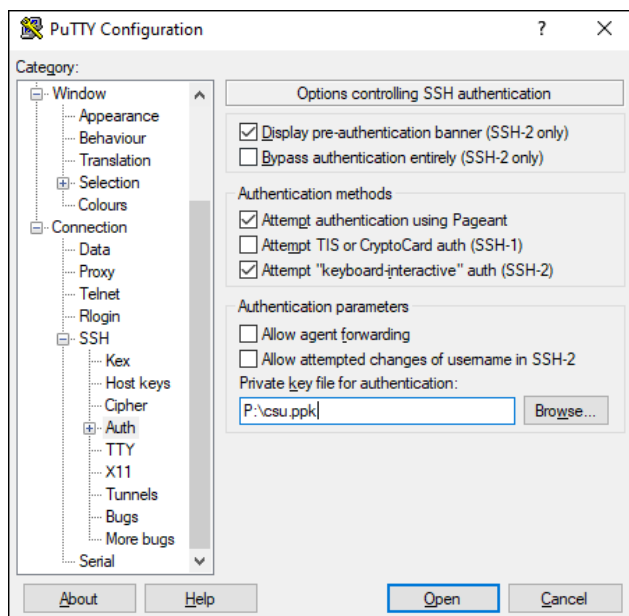 PuTTY Configuration
?
Category:
Window
Appearance
Behaviour
Translation
Selection
Colours
Connection
Data
Proxy
Telnet
Rlogin
SSH
Kex
Host keys
Cipher
Auth
TTY
X11
Tunnels
Bugs
More bugs
Serial
Options controlling SSH authentication
Display pre-authentication banner (SSH-2 only)
Bypass authentication entirely (SSH-2 only)
Authentication methods
Attempt authentication using Pageant
Attempt TIS or CryptoCard auth (SSH-1)
Attempt "keyboard-interactive" auth (SSH-2)
Authentication parameters
Allow agent forwarding
Allow attempted changes of username in SSH-2
Private key file for authentication:
P:\csu.ppk
Browse...
About
Help
Open
Cancel